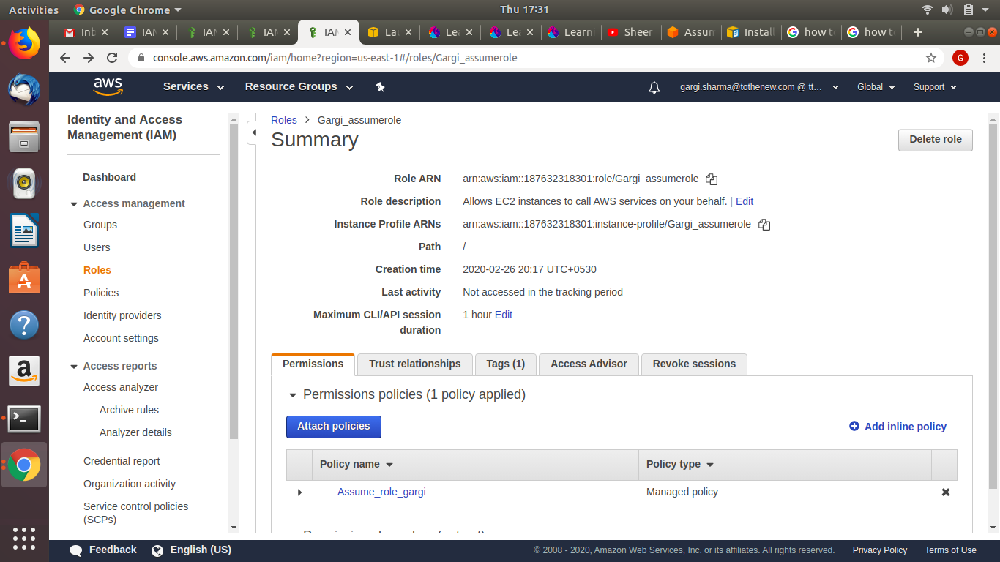 Activities
Google Chrome
Thu 17:31
Inb
IAM
IAM
IAM
IAM
Lau
Lea
Lea
Learni
Sheer
Assum
Install
how to
how to
console.aws.amazon.com/iam/home?region=us-east-1#/roles/Gargi_assumerole
G
aws
Services
Resource Groups
gargi.sharma@tothenew.com @ tt...
Global
Support
Identity and Access
Management (IAM)
Dashboard
Access management
Groups
Users
Roles
Policies
Identity providers
Account settings
Access reports
Access analyzer
Archive rules
Analyzer details
Credential report
Organization activity
Service control policies
(SCPs)
Roles > Gargi_assumerole
Summary
Delete role
Role ARN arn:aws:iam::187632318301:role/Gargi_assumerole
Role description Allows EC2 instances to call AWS services on your behalf. | Edit
Instance Profile ARNs arn:aws:iam::187632318301:instance-profile/Gargi_assumerole
Path /
Creation time 2020-02-26 20:17 UTC+0530
Last activity Not accessed in the tracking period
Maximum CLI/API session
duration
1 hour Edit
Permissions
Trust relationships
Tags (1)
Access Advisor
Revoke sessions
Permissions policies (1 policy applied)
Attach policies
Add inline policy
Policy name
Policy type
Assume_role_gargi
Managed policy
Permissions boundary (not set)
Feedback
English (US)
© 2008 - 2020, Amazon Web Services, Inc. or its affiliates. All rights reserved.
Privacy Policy
Terms of Use